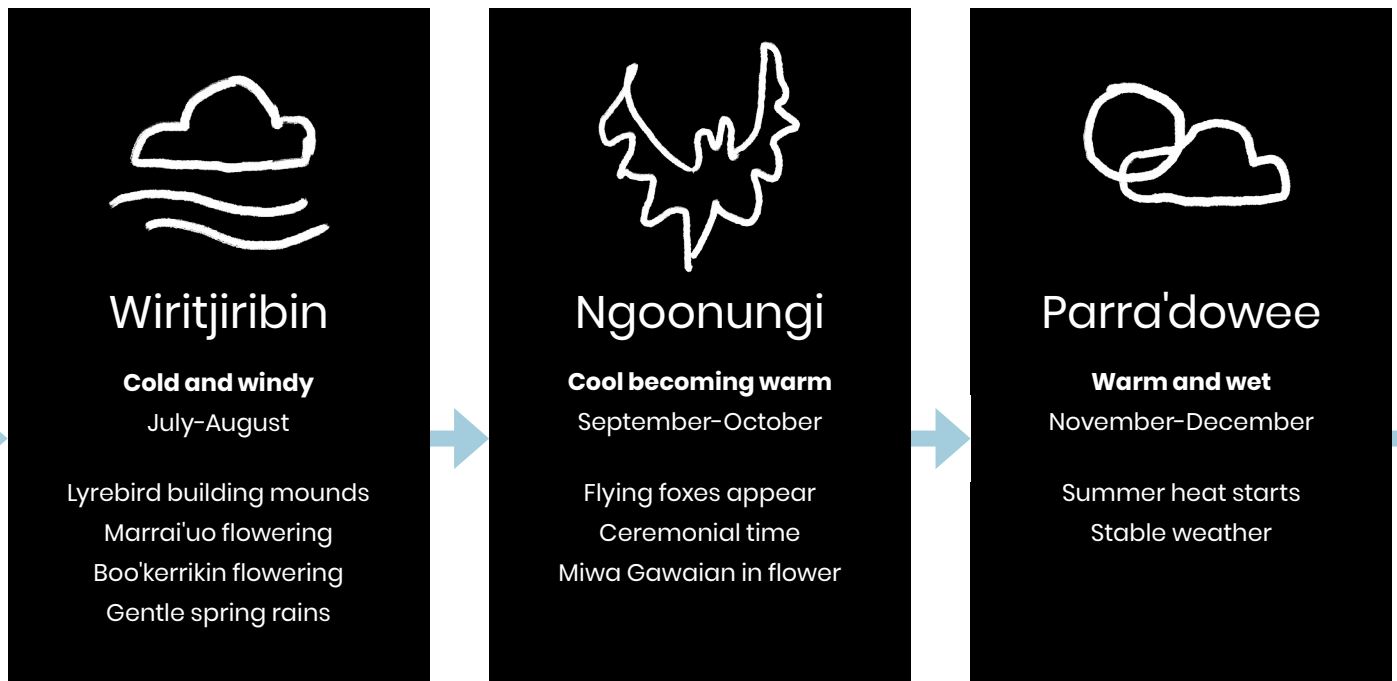 Wiritjiribin
Cold and windy
July-August
Lyrebird building mounds
Marrai'uo flowering
Boo'kerrikin flowering
Gentle spring rains
Ngoonungi
Cool becoming warm
September-October
Flying foxes appear
Ceremonial time
Miwa Gawaian in flower
Parra'dowee
Warm and wet
November-December
Summer heat starts
Stable weather